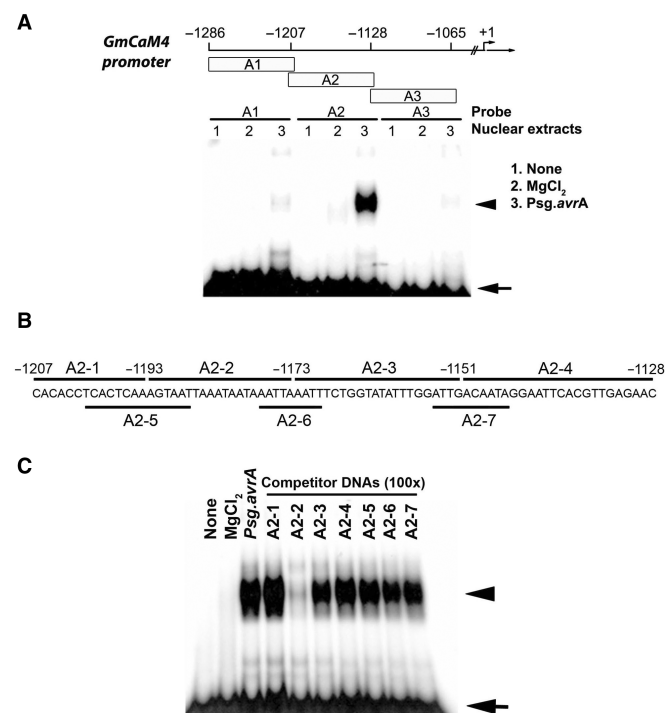 A
−1286 −1207 −1128 −1065 +1
GmCaM4
promoter
A1
A2
A3
A1 A2 A3 Probe
1 2 3 1 2 3 1 2 3 Nuclear extracts
1. None
2. MgCl₂
3. Psg.avrA
B
−1207 A2-1 −1193 A2-2 −1173 A2-3 −1151 A2-4 −1128
CACACCTCACTCAAAGTAATTAAATAATAAATTAAATTTCTGGTATATTTGGATTGACAATAGGAATTCACGTTGAGAAC
A2-5 A2-6 A2-7
C
Competitor DNAs (100x)
None MgCl₂ Psg.avrA A2-1 A2-2 A2-3 A2-4 A2-5 A2-6 A2-7